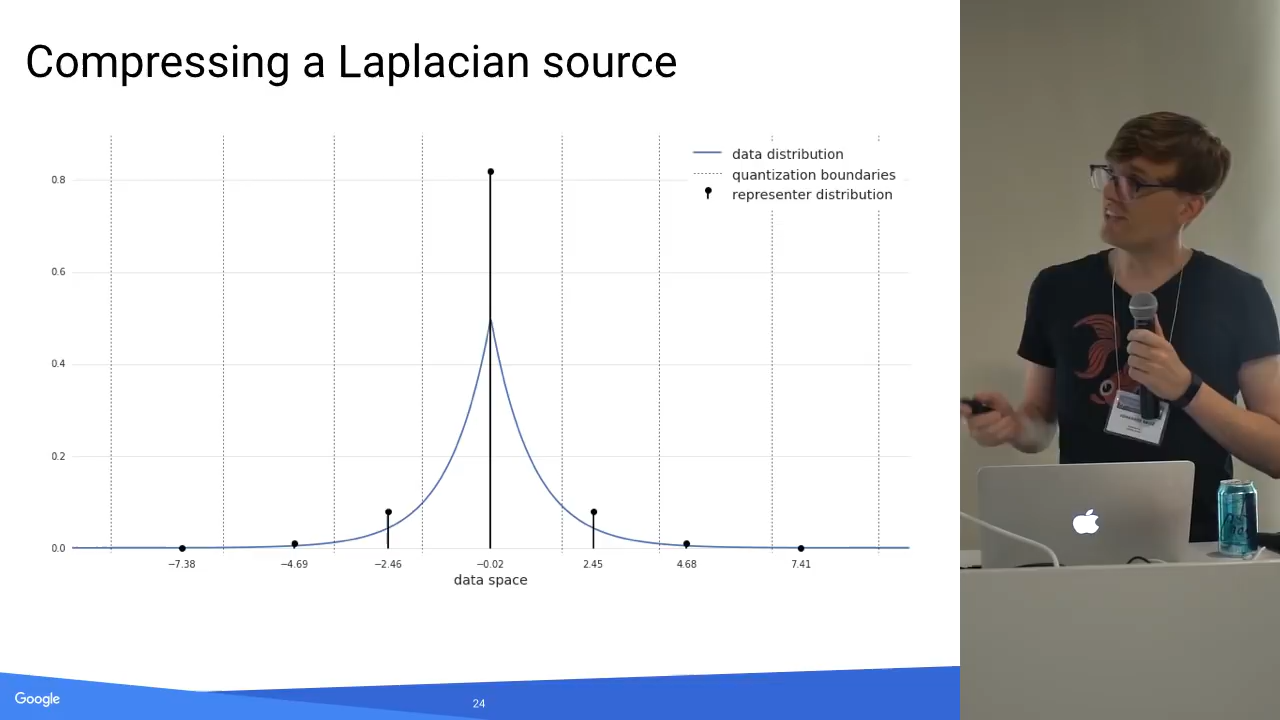 Compressing a Laplacian source
data distribution
quantization boundaries
representer distribution
0.8
0.6
0.4
0.2
0.0
−7.38
−4.69
−2.46
−0.02
2.45
4.68
7.41
data space
Google
24